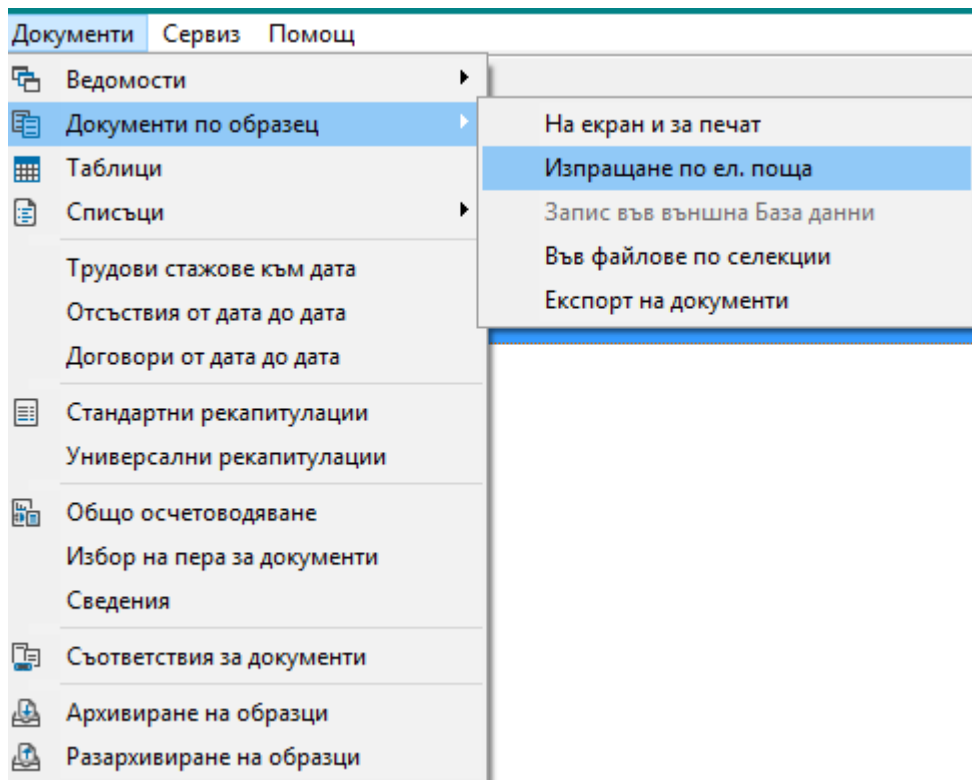 Документи Сервиз Помощ
Ведомости
Документи по образец
Таблици
Списъци
Трудови стажове към дата
Отсъствия от дата до дата
Договори от дата до дата
Стандартни рекапитулации
Универсални рекапитулации
Общо осчетоводяване
Избор на пера за документи
Сведения
Съответствия за документи
Архивиране на образци
Разархивиране на образци
На екран и за печат
Изпращане по ел. поща
Запис във външна База данни
Във файлове по селекции
Експорт на документи